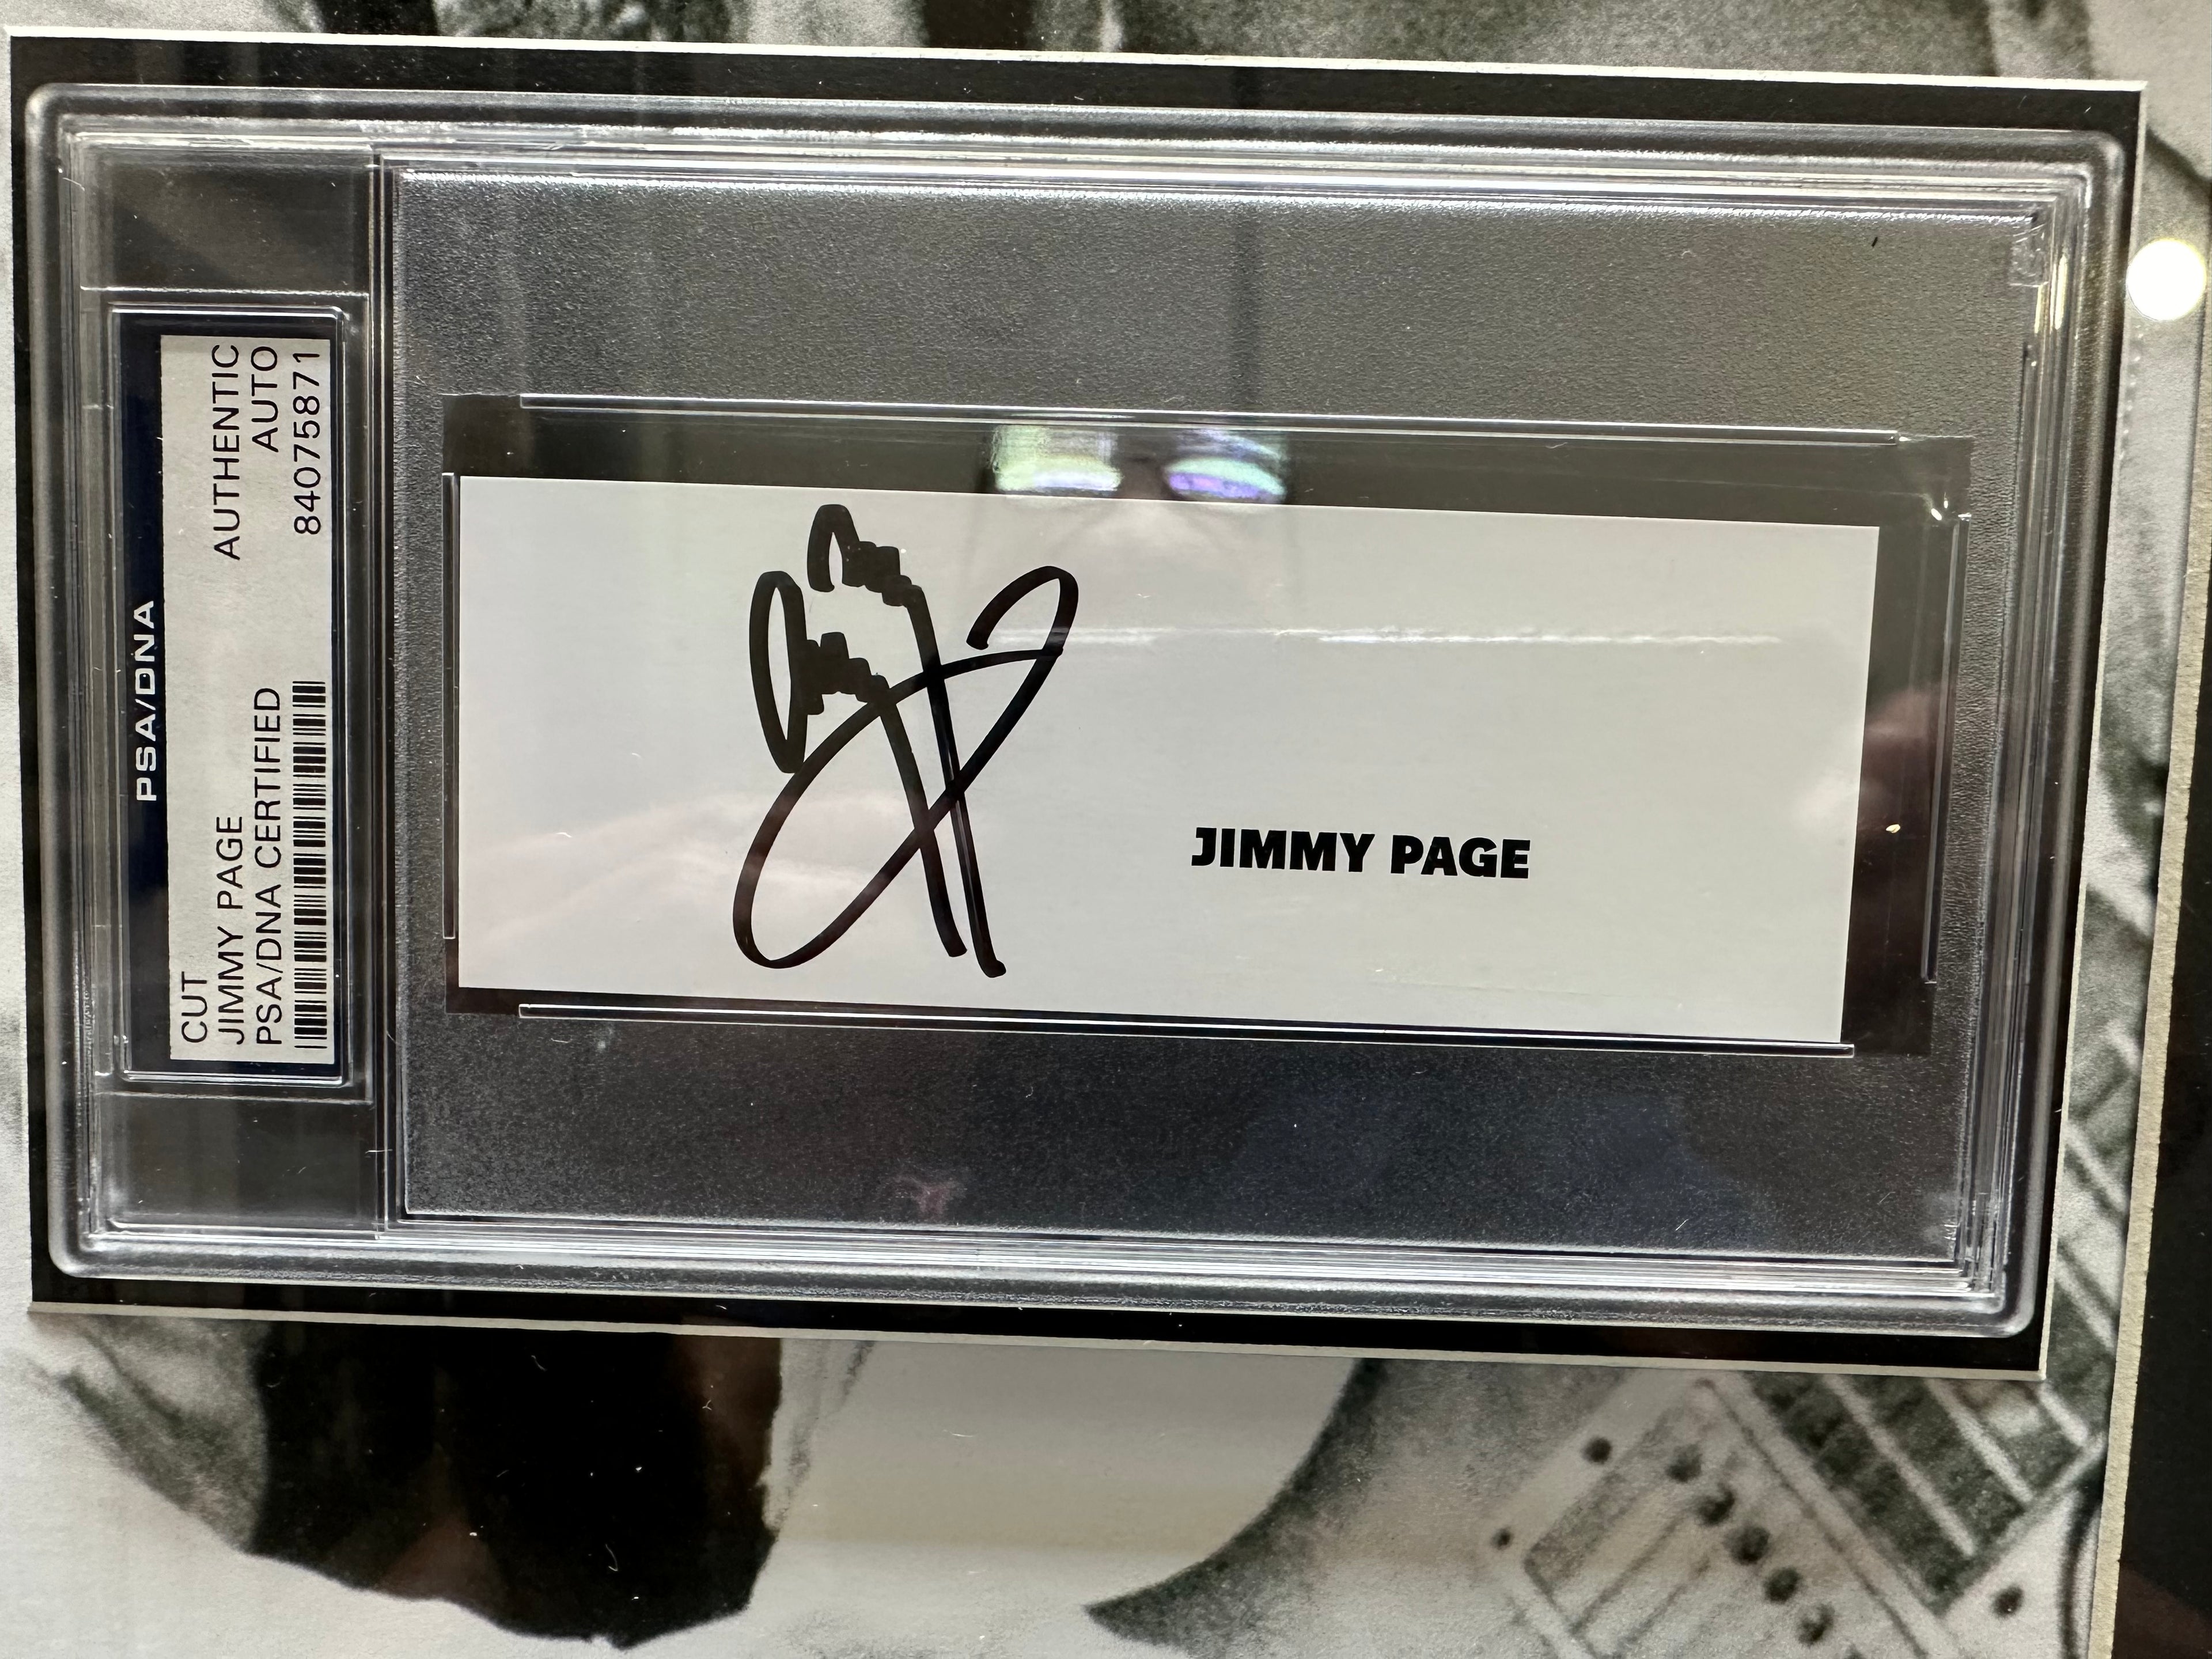 PSA/DNA
CUT AUTHENTIC
JIMMY PAGE AUTO
PSA/DNA CERTIFIED 84075871
JIMMY PAGE